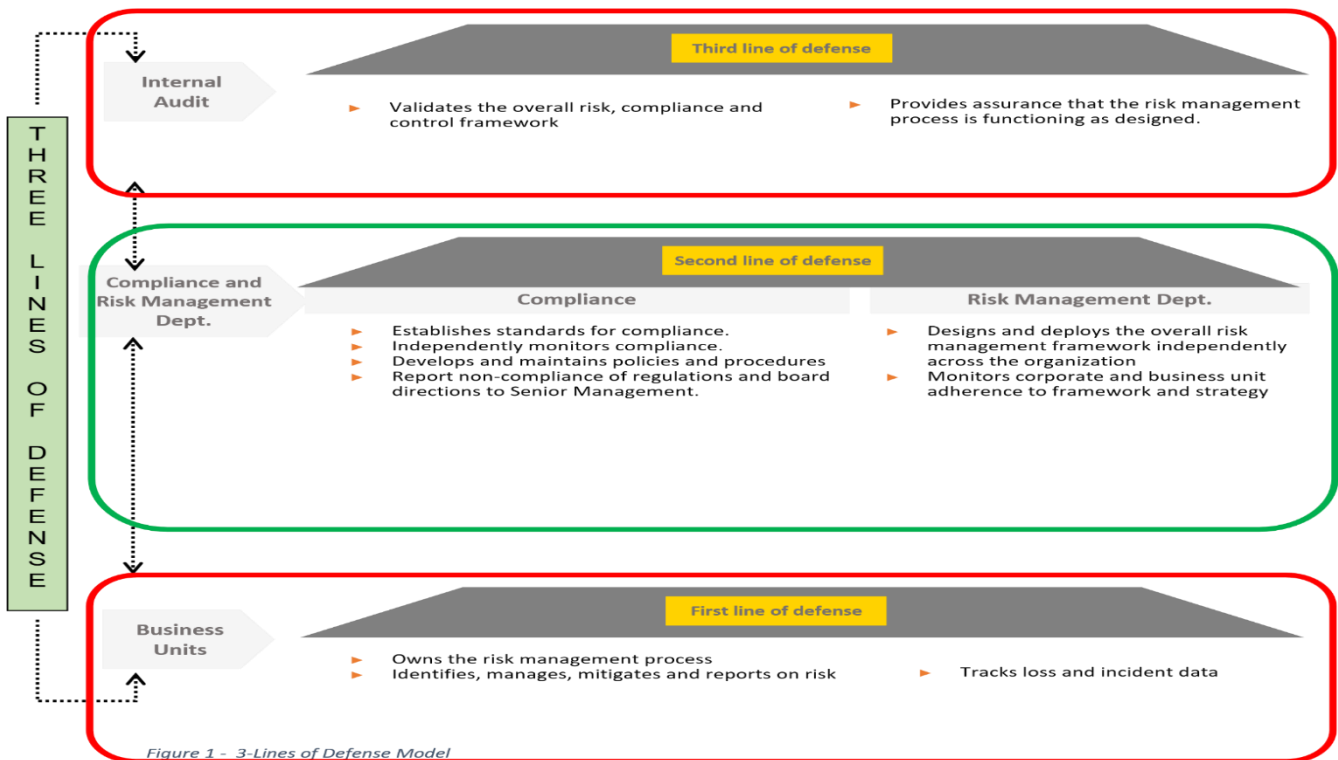 THREE LINES OF DEFENSE
Third line of defense
Internal
Audit
Validates the overall risk, compliance and
control framework
Provides assurance that the risk management
process is functioning as designed.
Second line of defense
Compliance and
Risk Management
Dept.
Compliance
Establishes standards for compliance.
Independently monitors compliance.
Develops and maintains policies and procedures
Report non-compliance of regulations and board
directions to Senior Management.
Risk Management Dept.
Designs and deploys the overall risk
management framework independently
across the organization
Monitors corporate and business unit
adherence to framework and strategy
First line of defense
Business
Units
Owns the risk management process
Identifies, manages, mitigates and reports on risk
Tracks loss and incident data
Figure 1 - 3-Lines of Defense Model